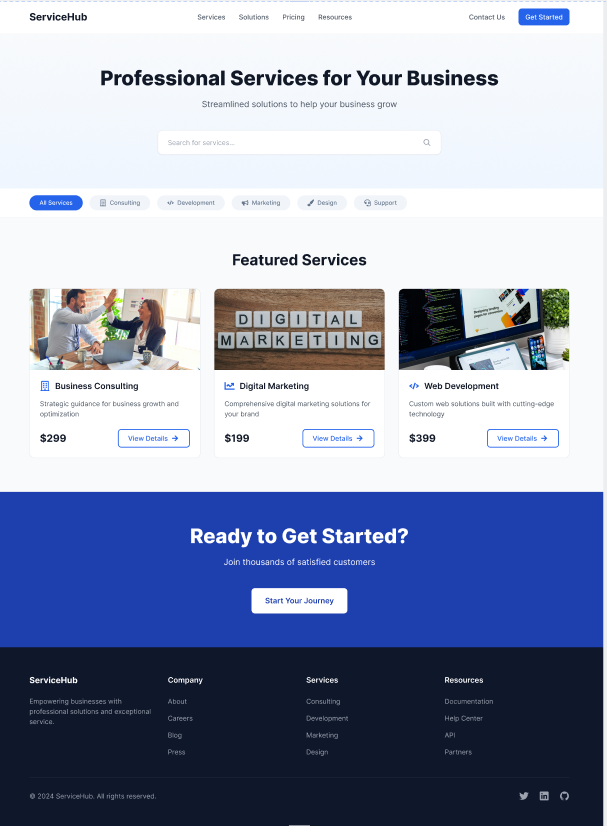 ServiceHub
Services Solutions Pricing Resources
Contact Us Get Started
Professional Services for Your Business
Streamlined solutions to help your business grow
Search for services...
All Services Consulting Development Marketing Design Support
Featured Services
DIGITAL
MARKETING
Business Consulting
Strategic guidance for business growth and
optimization
$299 View Details
Digital Marketing
Comprehensive digital marketing solutions for
your brand
$199 View Details
Web Development
Custom web solutions built with cutting-edge
technology
$399 View Details
Ready to Get Started?
Join thousands of satisfied customers
Start Your Journey
ServiceHub
Empowering businesses with
professional solutions and exceptional
service.
Company
About
Careers
Blog
Press
Services
Consulting
Development
Marketing
Design
Resources
Documentation
Help Center
API
Partners
© 2024 ServiceHub. All rights reserved.